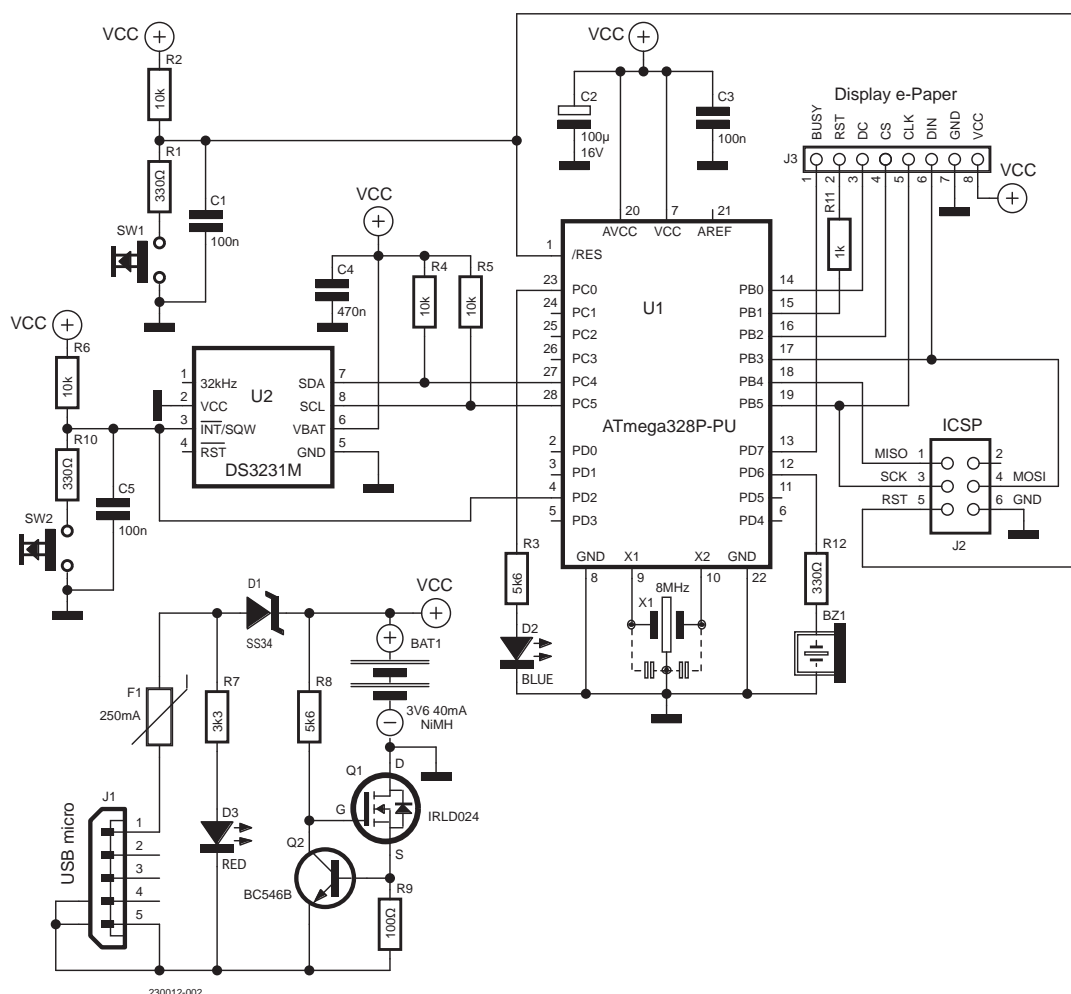 VCC
R2
10k
R1
330Ω
C1
100n
SW1
VCC
R6
10k
R10
330Ω
C5
100n
SW2
VCC
C4
470n
R4
10k
R5
10k
U2
DS3231M
1 32kHz
2 VCC
3 INT/SQW
4 RST
SDA 7
SCL 8
VBAT 6
GND 5
VCC
C2
100µ
16V
C3
100n
20 7 21
AVCC VCC AREF
U1
ATmega328P-PU
1 /RES
23 PC0
24 PC1
25 PC2
26 PC3
27 PC4
28 PC5
2 PD0
3 PD1
4 PD2
5 PD3
PB0 14
PB1 15
PB2 16
PB3 17
PB4 18
PB5 19
PD7 13
PD6 12
PD5 11
PD4 6
GND X1 X2 GND
8 9 10 22
8MHz
X1
R3
5k6
D2
BLUE
R12
330Ω
BZ1
Display e-Paper
BUSY
RST
DC
CS
CLK
DIN
GND
VCC
J3
1 2 3 4 5 6 7 8
VCC
R11
1k
ICSP
MISO 1
SCK 3
RST 5
2
4 MOSI
6 GND
J2
D1
SS34
VCC
BAT1
3V6 40mA
NiMH
F1
250mA
R7
3k3
R8
5k6
D3
RED
Q1
D
G
S
IRLD024
Q2
BC546B
R9
100Ω
J1
USB micro
1
2
3
4
5
230012-002